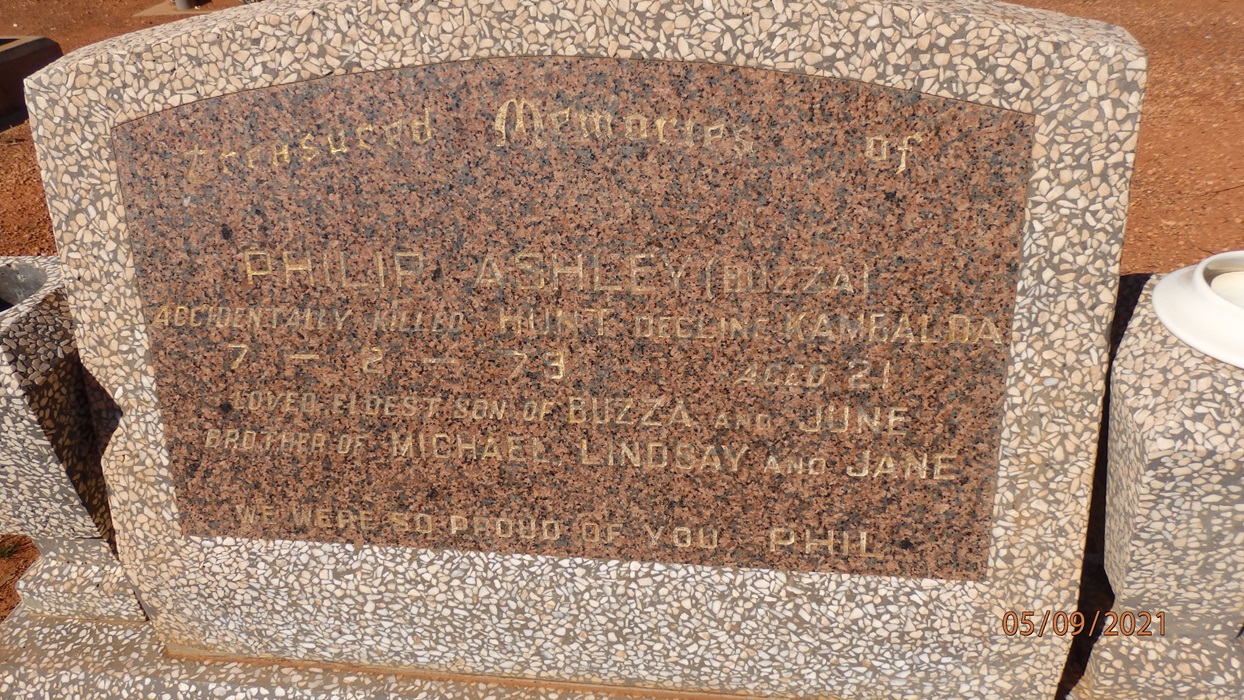 Treasured Memories of
PHILIP ASHLEY (BUZZA)
ACCIDENTALLY KILLED HUNT DECLINE KAMBALDA
7 - 2 - 73 AGED 21
LOVED ELDEST SON OF BUZZA AND JUNE
BROTHER OF MICHAEL LINDSAY AND JANE
WE WERE SO PROUD OF YOU PHIL
05/09/2021